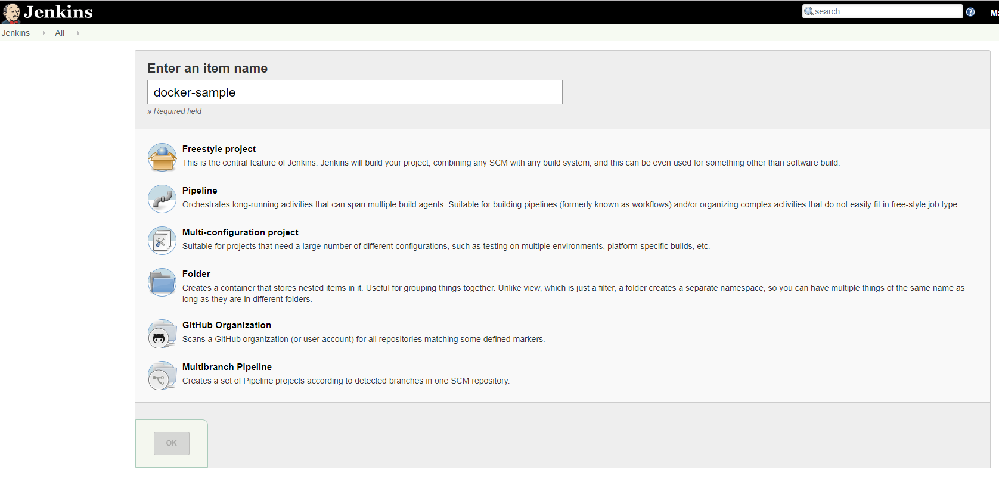 Jenkins
search
Ma
Jenkins All
Enter an item name
docker-sample
» Required field
Freestyle project
This is the central feature of Jenkins. Jenkins will build your project, combining any SCM with any build system, and this can be even used for something other than software build.
Pipeline
Orchestrates long-running activities that can span multiple build agents. Suitable for building pipelines (formerly known as workflows) and/or organizing complex activities that do not easily fit in free-style job type.
Multi-configuration project
Suitable for projects that need a large number of different configurations, such as testing on multiple environments, platform-specific builds, etc.
Folder
Creates a container that stores nested items in it. Useful for grouping things together. Unlike view, which is just a filter, a folder creates a separate namespace, so you can have multiple things of the same name as
long as they are in different folders.
GitHub Organization
Scans a GitHub organization (or user account) for all repositories matching some defined markers.
Multibranch Pipeline
Creates a set of Pipeline projects according to detected branches in one SCM repository.
OK